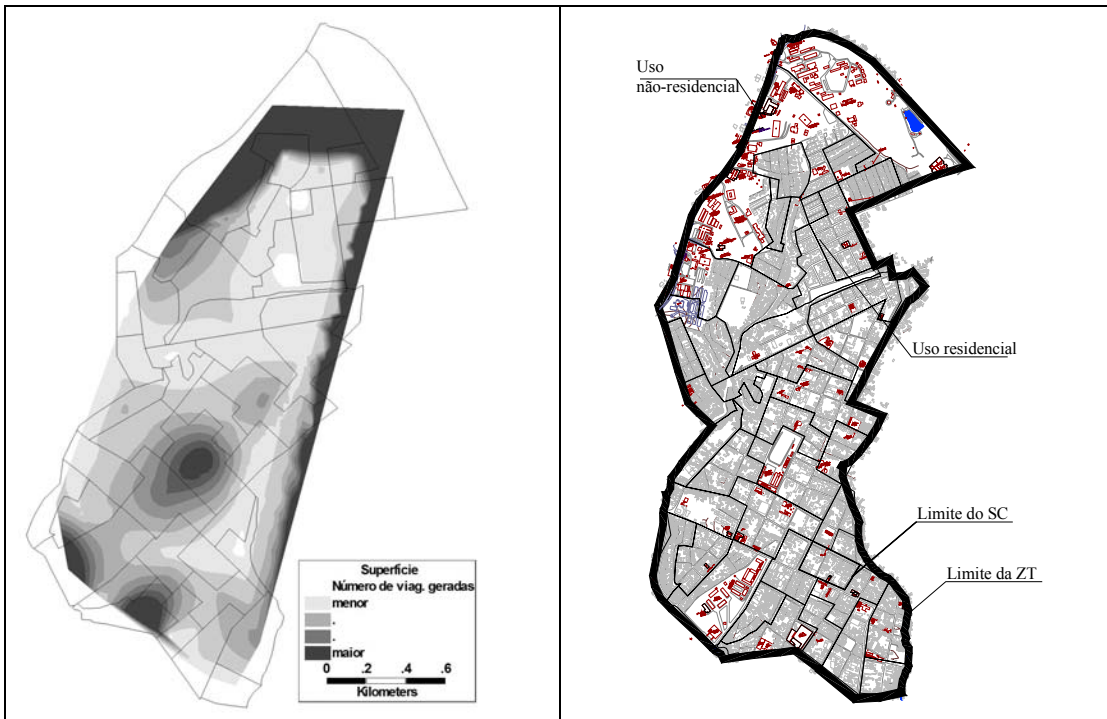 Superfície
Número de viag. geradas
menor
.
.
maior
0 .2 .4 .6
Kilometers
Uso
não-residencial
Uso residencial
Limite do SC
Limite da ZT